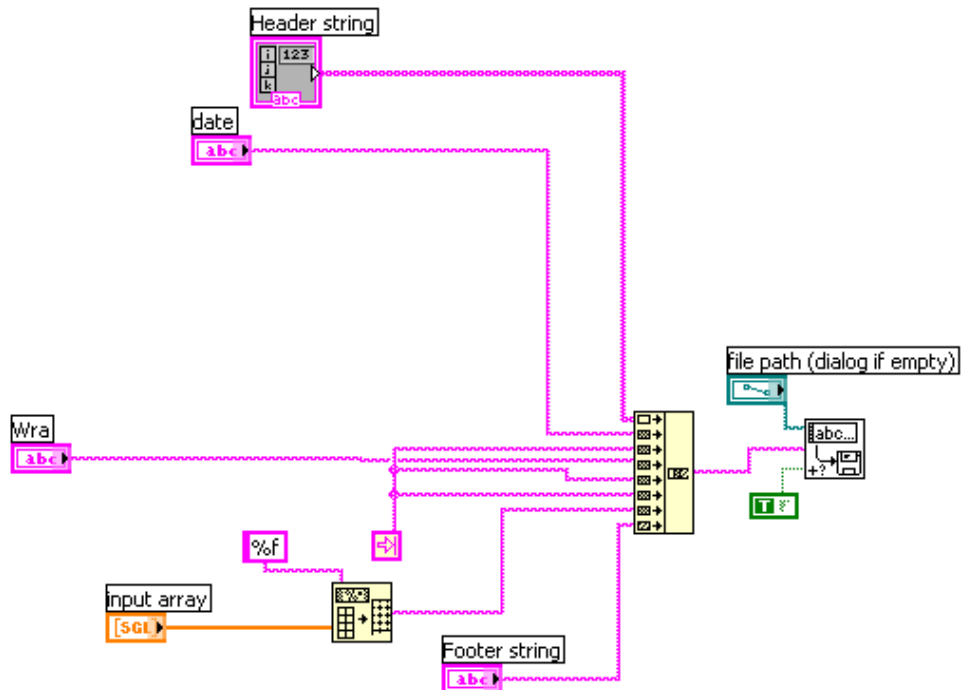 Header string
i
123
j
k
abc
date
abc
file path (dialog if empty)
abc...
+?
T
Wra
abc
%f
input array
[SGL]
Footer string
abc